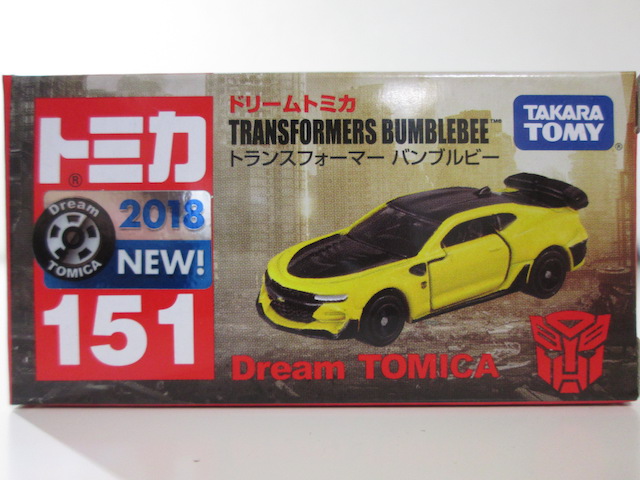 ドリームトミカ
TRANSFORMERS BUMBLEBEE™
トランスフォーマー バンブルビー
TAKARA
TOMY®
トミカ
®
Dream
TOMICA
2018
NEW!
151
Dream TOMICA